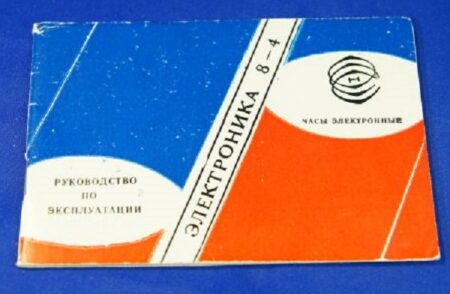 РУКОВОДСТВО
ПО
ЭКСПЛУАТАЦИИ
ЭЛЕКТРОНИКА 8-4
ЧАСЫ ЭЛЕКТРОННЫЕ